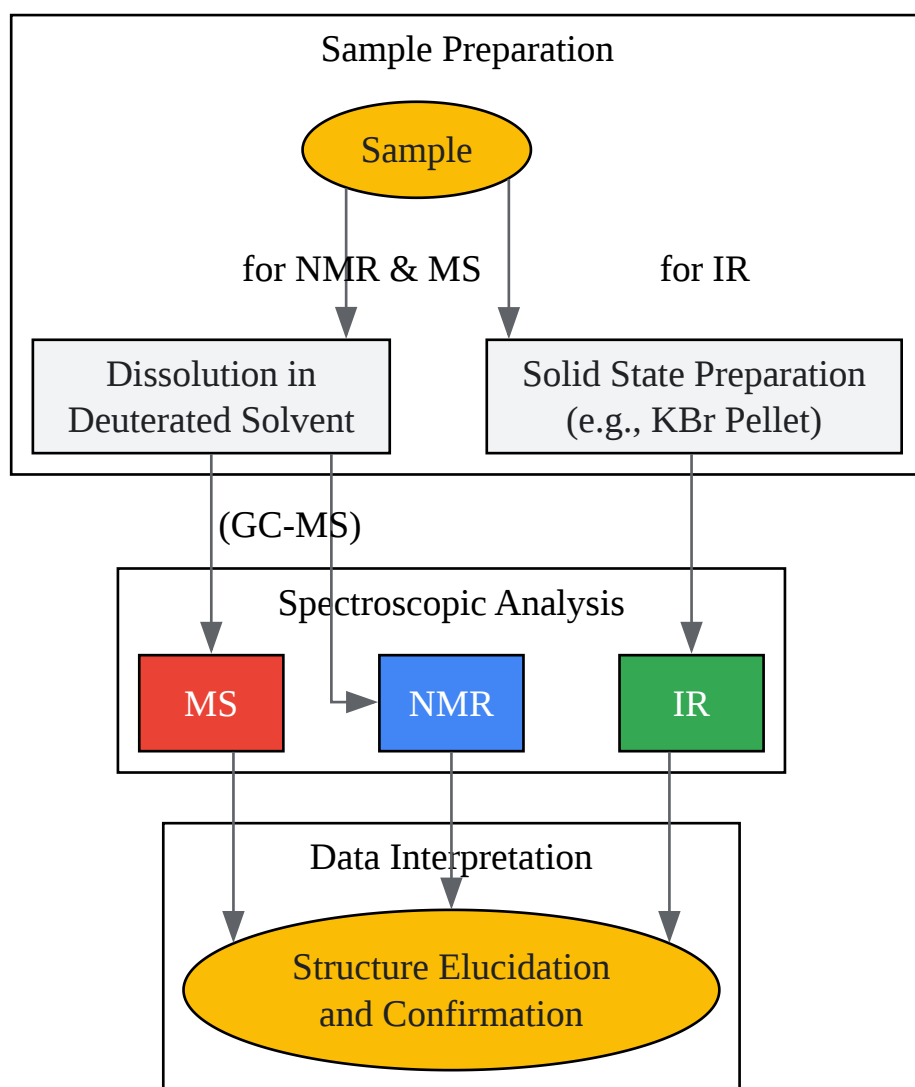 Sample Preparation
Sample
for NMR & MS
for IR
Dissolution in
Deuterated Solvent
Solid State Preparation
(e.g., KBr Pellet)
(GC-MS)
Spectroscopic Analysis
MS
NMR
IR
Data Interpretation
Structure Elucidation
and Confirmation